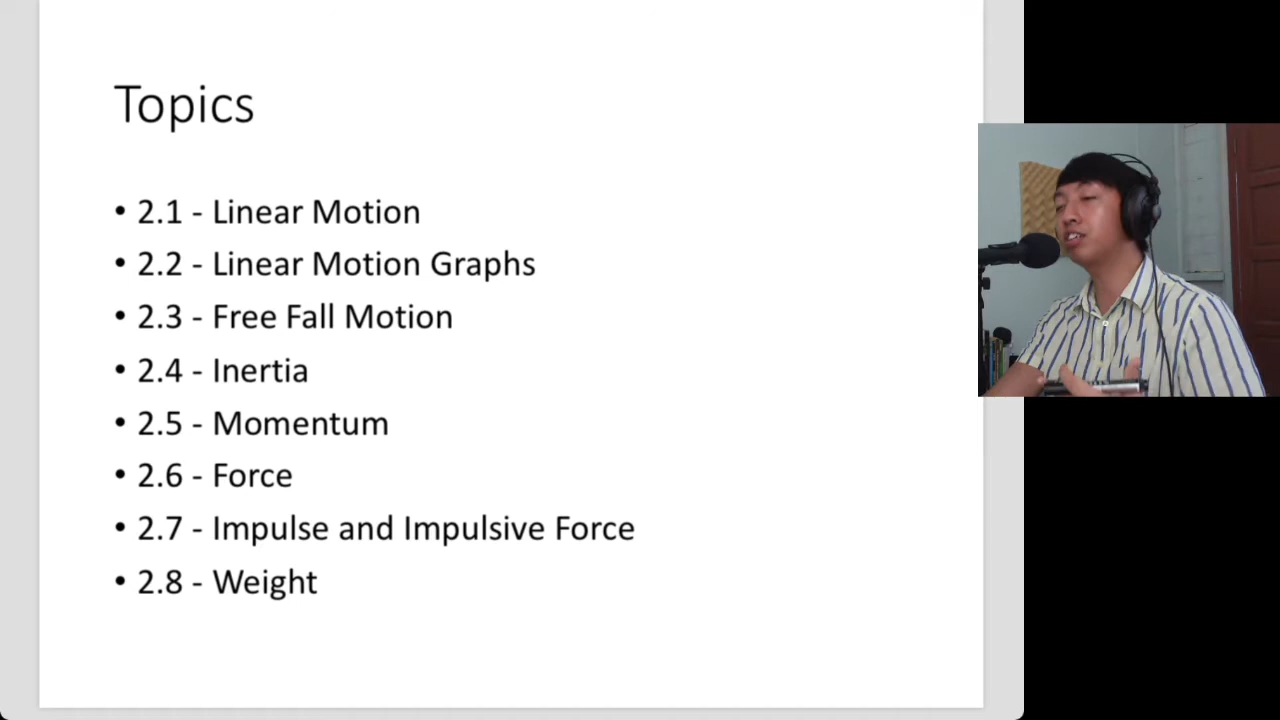 Topics
• 2.1 - Linear Motion
• 2.2 - Linear Motion Graphs
• 2.3 - Free Fall Motion
• 2.4 - Inertia
• 2.5 - Momentum
• 2.6 - Force
• 2.7 - Impulse and Impulsive Force
• 2.8 - Weight